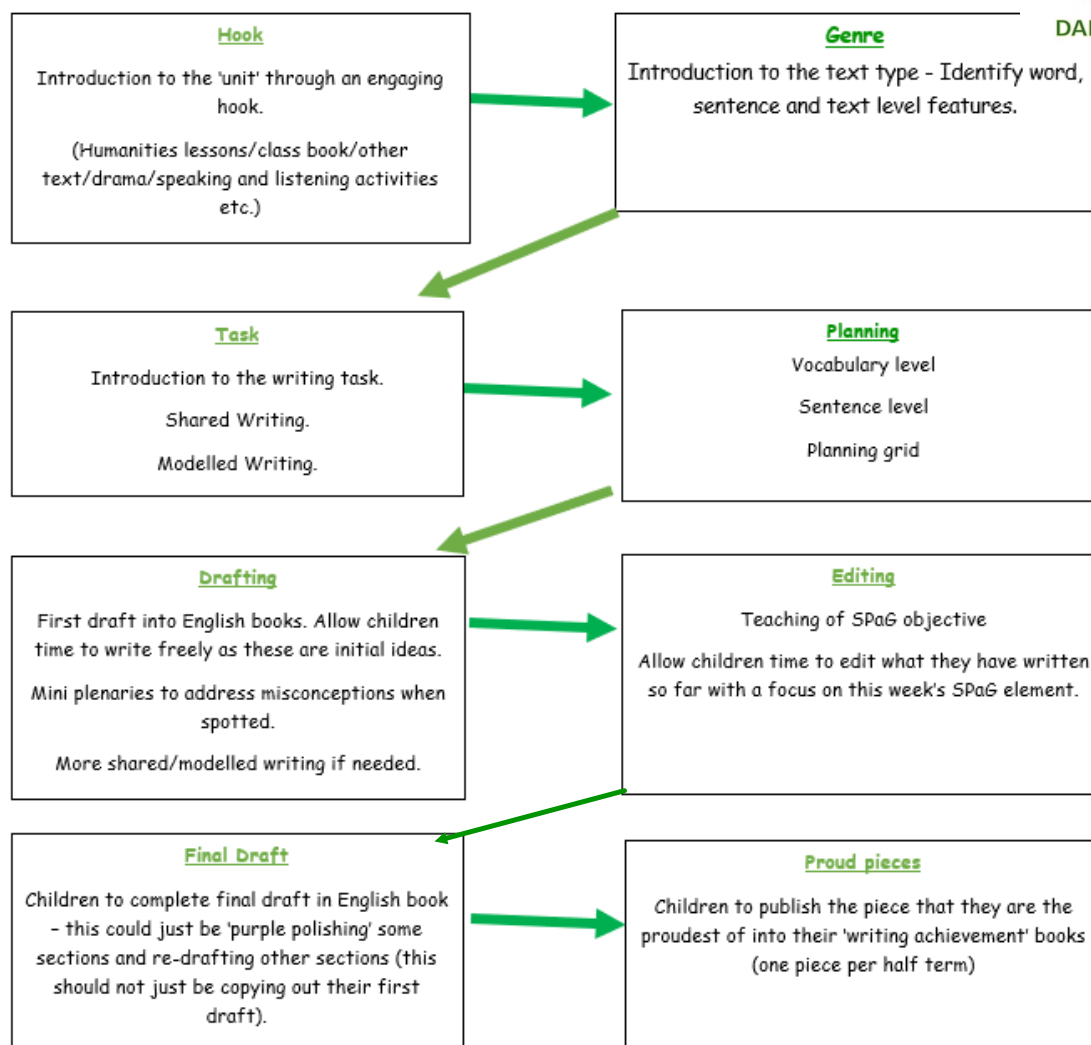 Hook
Introduction to the 'unit' through an engaging
hook.
(Humanities lessons/class book/other
text/drama/speaking and listening activities
etc.)
Genre
Introduction to the text type - Identify word,
sentence and text level features.
Task
Introduction to the writing task.
Shared Writing.
Modelled Writing.
Planning
Vocabulary level
Sentence level
Planning grid
Drafting
First draft into English books. Allow children
time to write freely as these are initial ideas.
Mini plenaries to address misconceptions when
spotted.
More shared/modelled writing if needed.
Editing
Teaching of SPaG objective
Allow children time to edit what they have written
so far with a focus on this week's SPaG element.
Final Draft
Children to complete final draft in English book
– this could just be 'purple polishing' some
sections and re-drafting other sections (this
should not just be copying out their first
draft).
Proud pieces
Children to publish the piece that they are the
proudest of into their 'writing achievement' books
(one piece per half term)